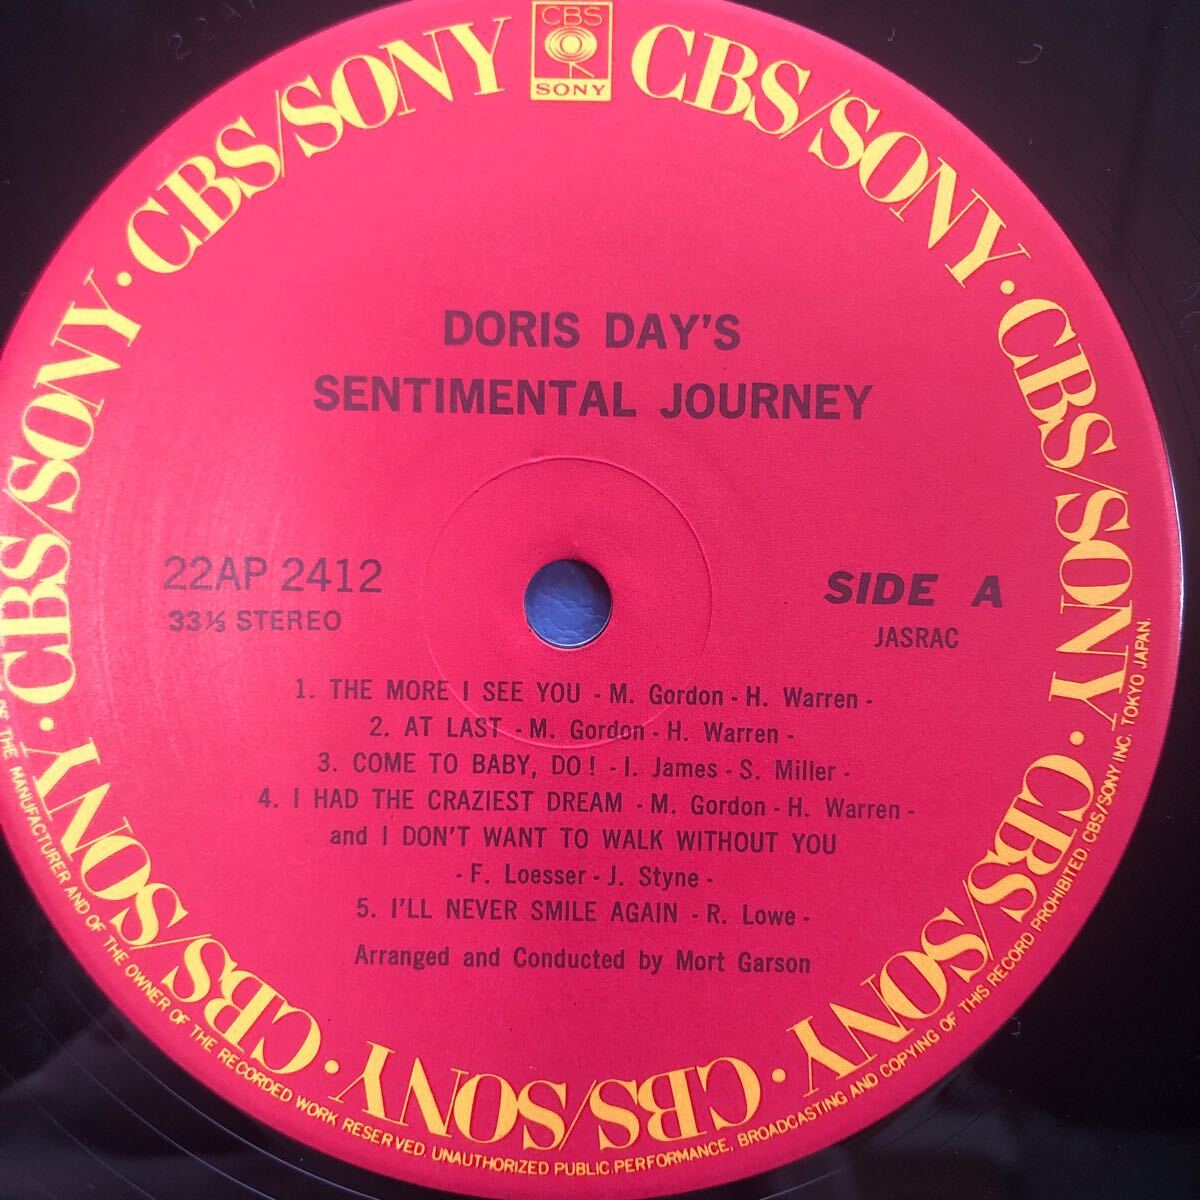 CBS
SONY
CBS/SONY · CBS/SONY · CBS/SONY · CBS/SONY · CBS/SONY · CBS/SONY · CBS/SONY · CBS/SONY · CBS/SONY
DORIS DAY'S
SENTIMENTAL JOURNEY
22AP 2412
33⅓ STEREO
SIDE A
JASRAC
1. THE MORE I SEE YOU - M. Gordon - H. Warren -
2. AT LAST - M. Gordon - H. Warren -
3. COME TO BABY, DO! - I. James - S. Miller -
4. I HAD THE CRAZIEST DREAM - M. Gordon - H. Warren -
and I DON'T WANT TO WALK WITHOUT YOU
- F. Loesser - J. Styne -
5. I'LL NEVER SMILE AGAIN - R. Lowe -
Arranged and Conducted by Mort Garson
OF THE MANUFACTURER AND OF THE OWNER OF THE RECORDED WORK RESERVED. UNAUTHORIZED PUBLIC PERFORMANCE, BROADCASTING AND COPYING OF THIS RECORD PROHIBITED. CBS/SONY INC. TOKYO JAPAN.